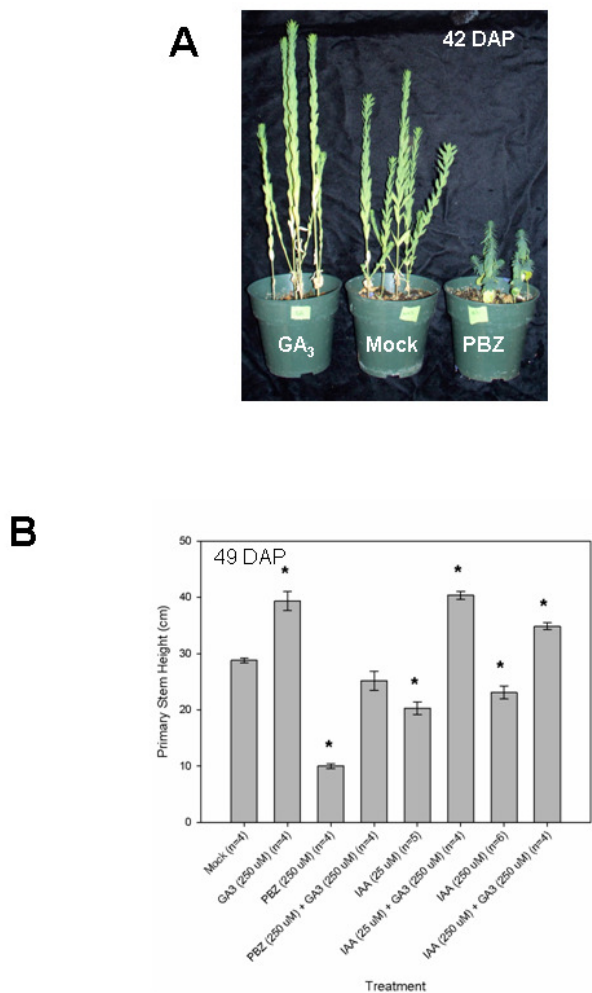 A
42 DAP
GA3
Mock
PBZ
B
49 DAP
Primary Stem Height (cm)
50
40
30
20
10
0
*
*
*
*
*
*
Mock (n=4)
GA3 (250 uM) (n=4)
PBZ (250 uM) (n=4)
PBZ (250 uM) + GA3 (250 uM) (n=4)
IAA (25 uM) (n=5)
IAA (25 uM) + GA3 (250 uM) (n=4)
IAA (250 uM) (n=6)
IAA (250 uM) + GA3 (250 uM) (n=4)
Treatment